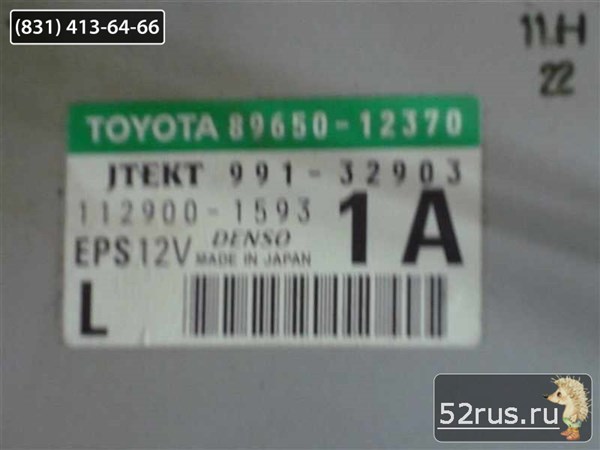 (831) 413-64-66
11.H
22
TOYOTA 89650-12370
JTEKT 991-32903
112900-1593
1A
EPS12V DENSO
MADE IN JAPAN
L
52rus.ru